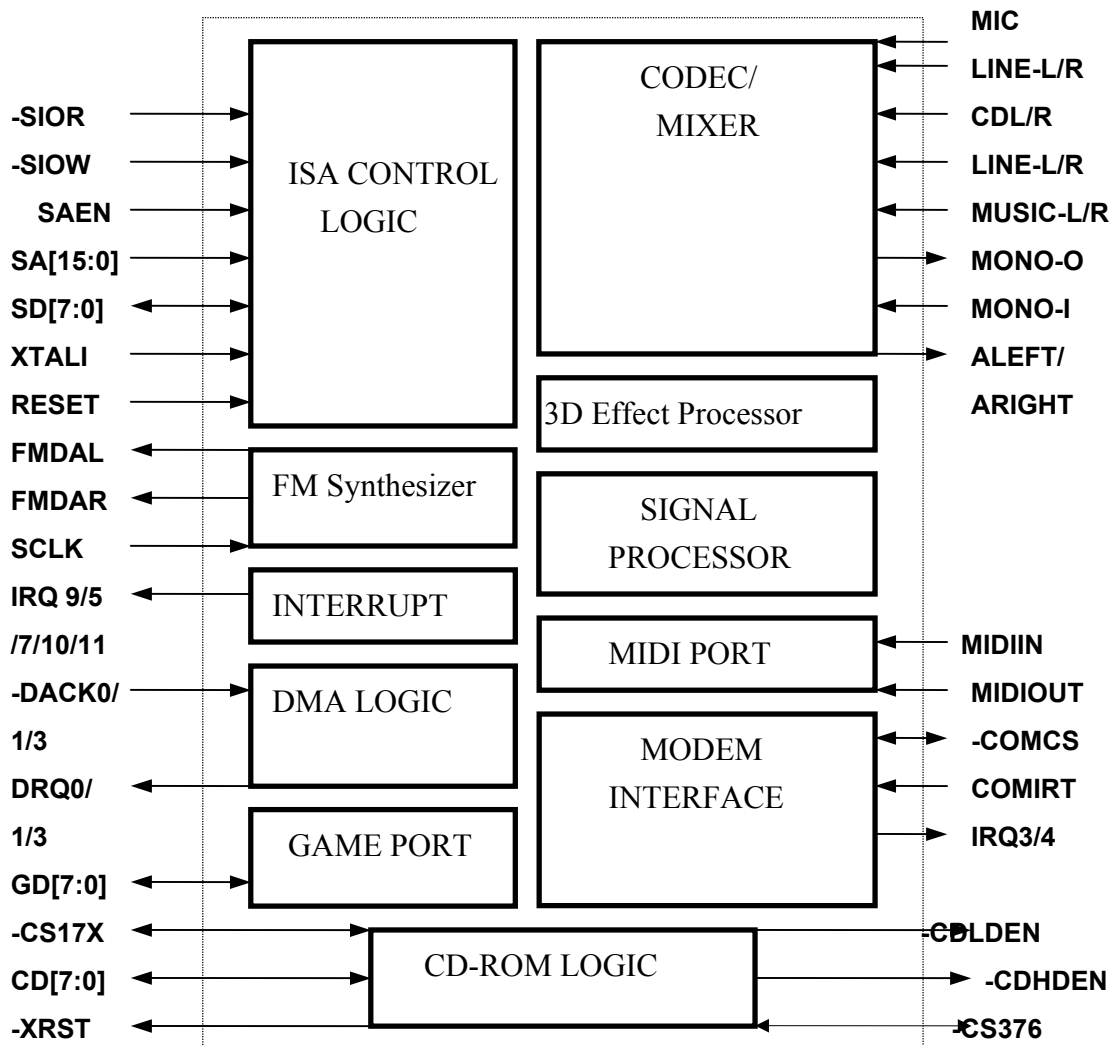 -SIOR
-SIOW
SAEN
SA[15:0]
SD[7:0]
XTALI
RESET
FMDAL
FMDAR
SCLK
IRQ 9/5
/7/10/11
-DACK0/
1/3
DRQ0/
1/3
GD[7:0]
-CS17X
CD[7:0]
-XRST
ISA CONTROL
LOGIC
FM Synthesizer
INTERRUPT
DMA LOGIC
GAME PORT
CODEC/
MIXER
3D Effect Processor
SIGNAL
PROCESSOR
MIDI PORT
MODEM
INTERFACE
CD-ROM LOGIC
MIC
LINE-L/R
CDL/R
LINE-L/R
MUSIC-L/R
MONO-O
MONO-I
ALEFT/
ARIGHT
MIDIIN
MIDIOUT
-COMCS
COMIRT
IRQ3/4
-CDLDEN
-CDHDEN
-CS376